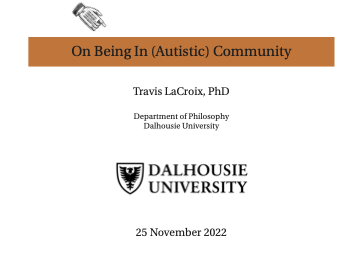 On Being In (Autistic) Community
Travis LaCroix, PhD
Department of Philosophy
Dalhousie University
DALHOUSIE
UNIVERSITY
25 November 2022